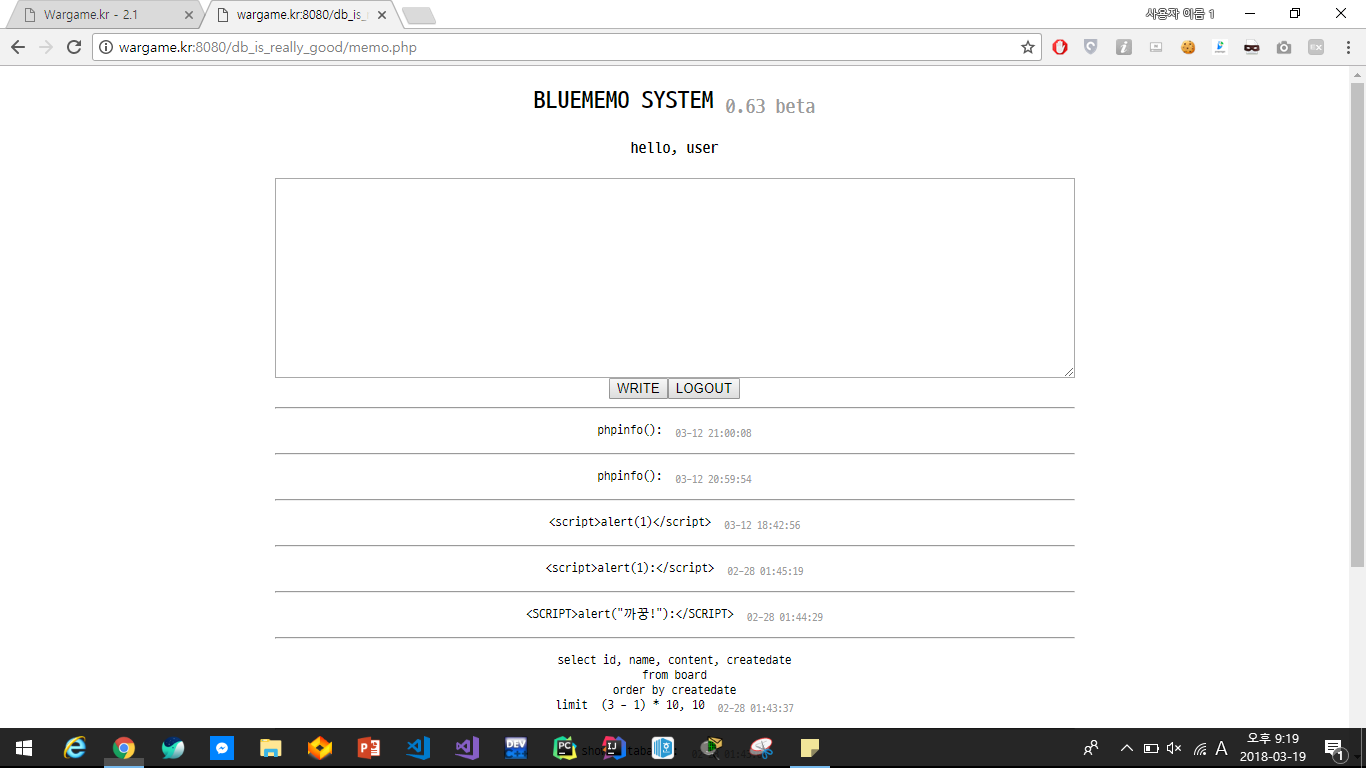 Wargame.kr - 2.1
wargame.kr:8080/db_is_r
사용자 이름 1
wargame.kr:8080/db_is_really_good/memo.php
BLUEMEMO SYSTEM 0.63 beta
hello, user
WRITE LOGOUT
phpinfo(): 03-12 21:00:08
phpinfo(): 03-12 20:59:54
<script>alert(1)</script> 03-12 18:42:56
<script>alert(1):</script> 02-28 01:45:19
<SCRIPT>alert("까꿍!"):</SCRIPT> 02-28 01:44:29
select id, name, content, createdate
from board
order by createdate
limit (3 - 1) * 10, 10 02-28 01:43:37
DEV
PC
IJ
A
오후 9:19
2018-03-19
1